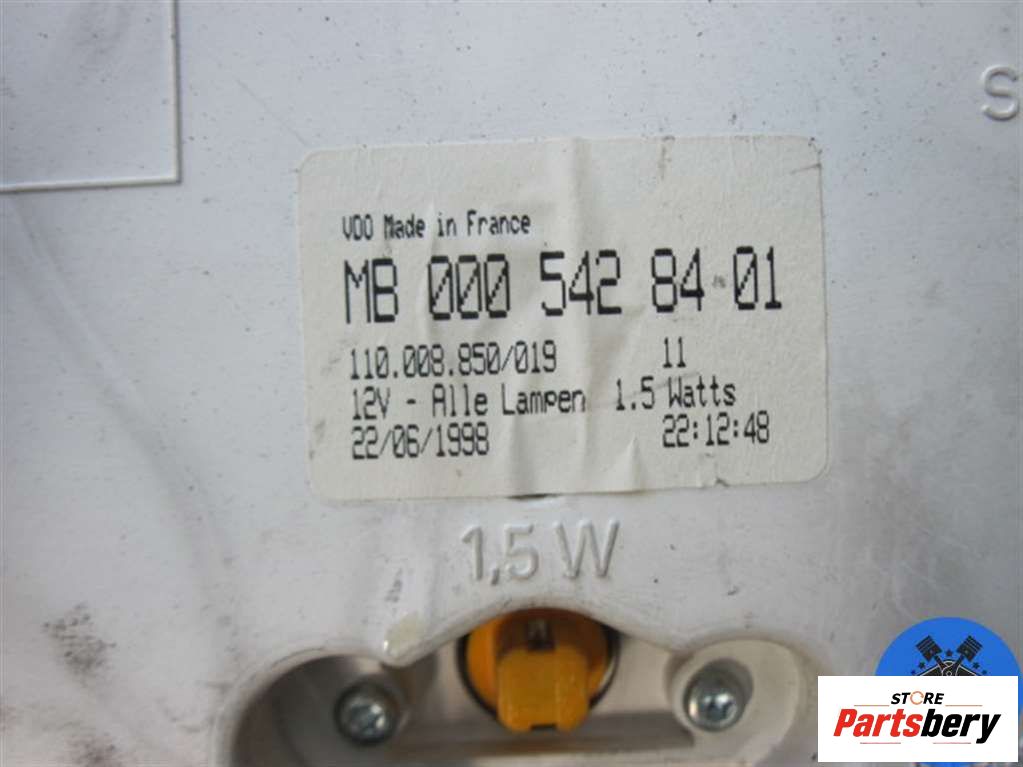 S
VDO Made in France
MB 000 542 84 01
110.008.850/019 11
12V - Alle Lampen 1.5 Watts
22/06/1998 22:12:48
1,5 W
STORE
Partsbery